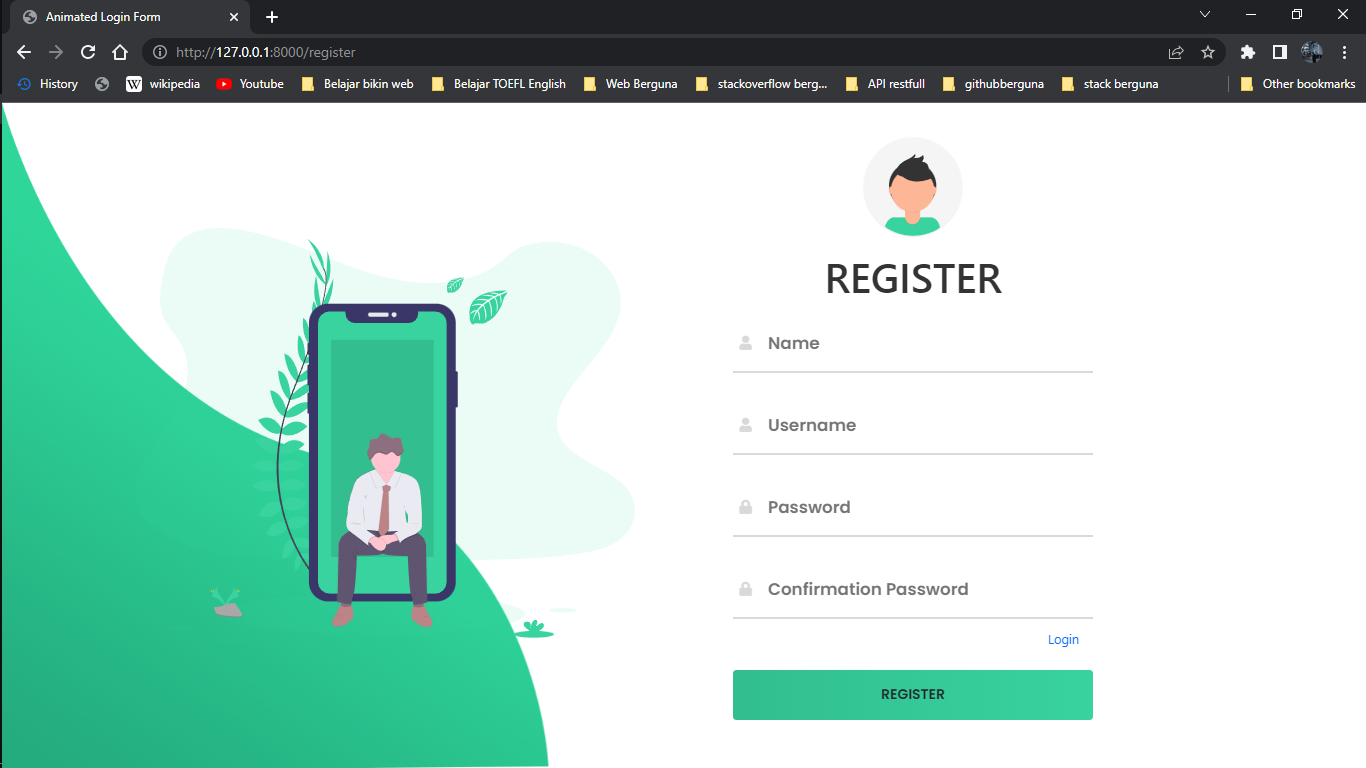 Animated Login Form
http://127.0.0.1:8000/register
History
wikipedia
Youtube
Belajar bikin web
Belajar TOEFL English
Web Berguna
stackoverflow berg...
API restfull
githubberguna
stack berguna
Other bookmarks
REGISTER
Name
Username
Password
Confirmation Password
Login
REGISTER